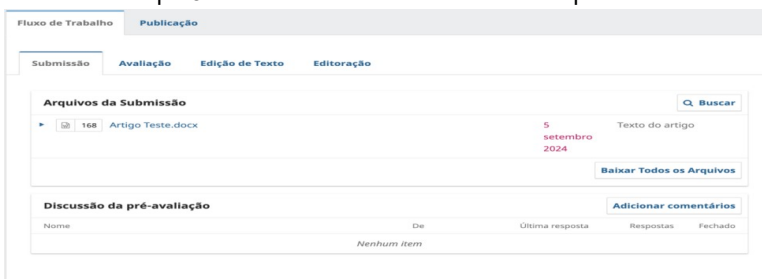 Fluxo de Trabalho Publicação
Submissão Avaliação Edição de Texto Editoração
Arquivos da Submissão Buscar
168 Artigo Teste.docx 5 setembro 2024 Texto do artigo
Baixar Todos os Arquivos
Discussão da pré-avaliação Adicionar comentários
Nome De Última resposta Respostas Fechado
Nenhum item